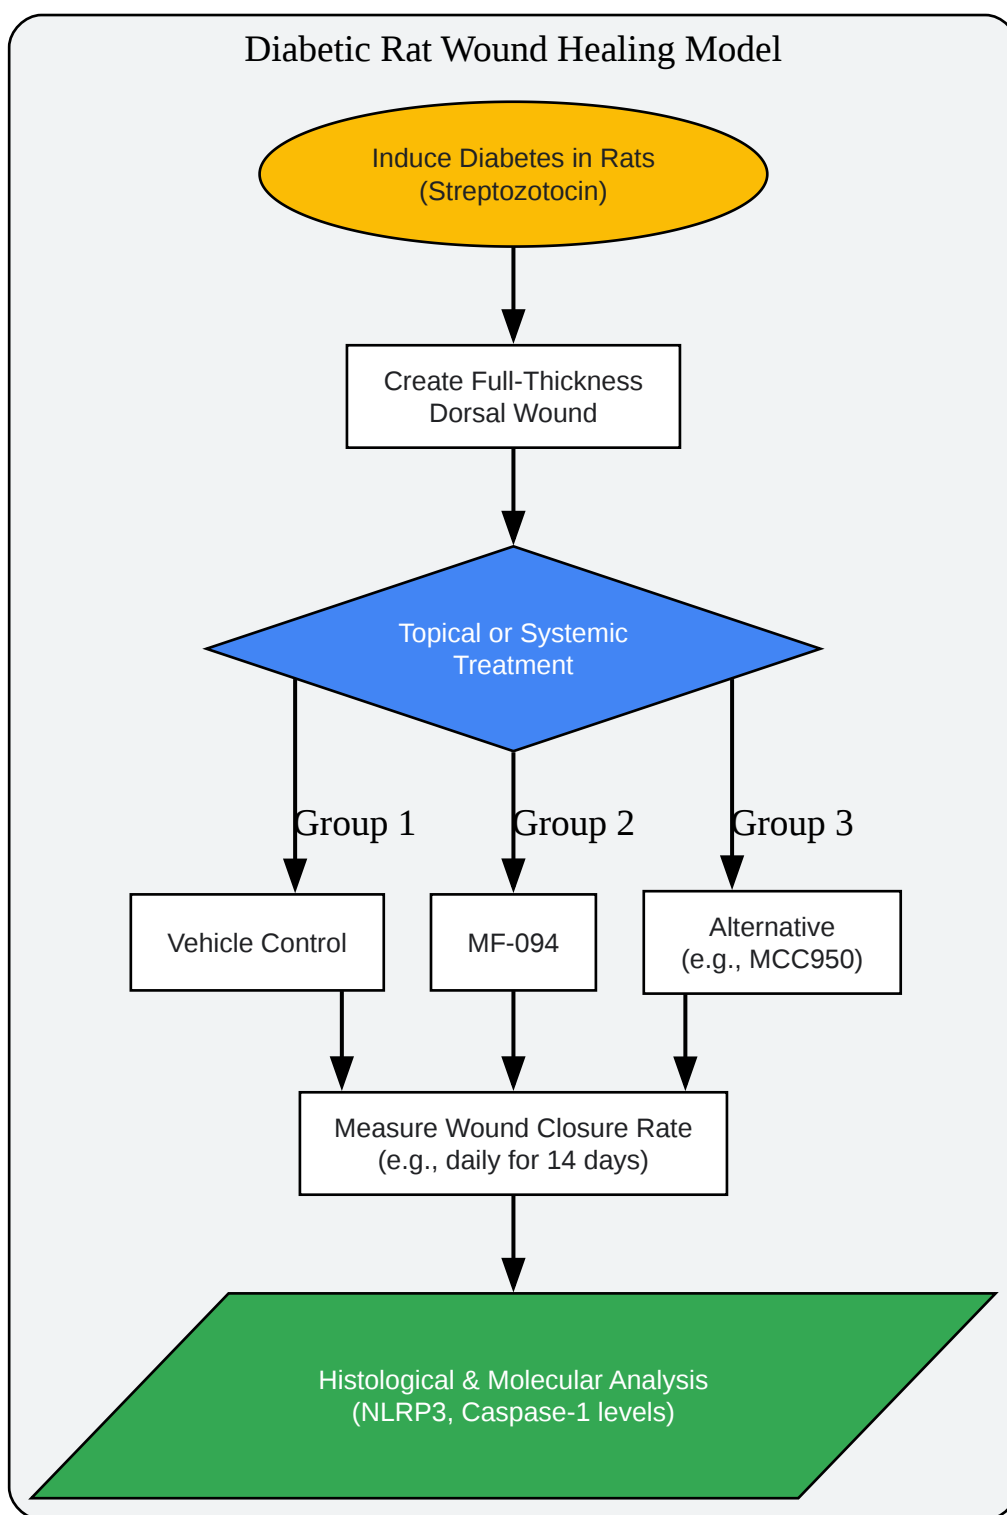 Diabetic Rat Wound Healing Model
Induce Diabetes in Rats
(Streptozotocin)
Create Full-Thickness
Dorsal Wound
Topical or Systemic
Treatment
Group 1
Group 2
Group 3
Vehicle Control
MF-094
Alternative
(e.g., MCC950)
Measure Wound Closure Rate
(e.g., daily for 14 days)
Histological & Molecular Analysis
(NLRP3, Caspase-1 levels)